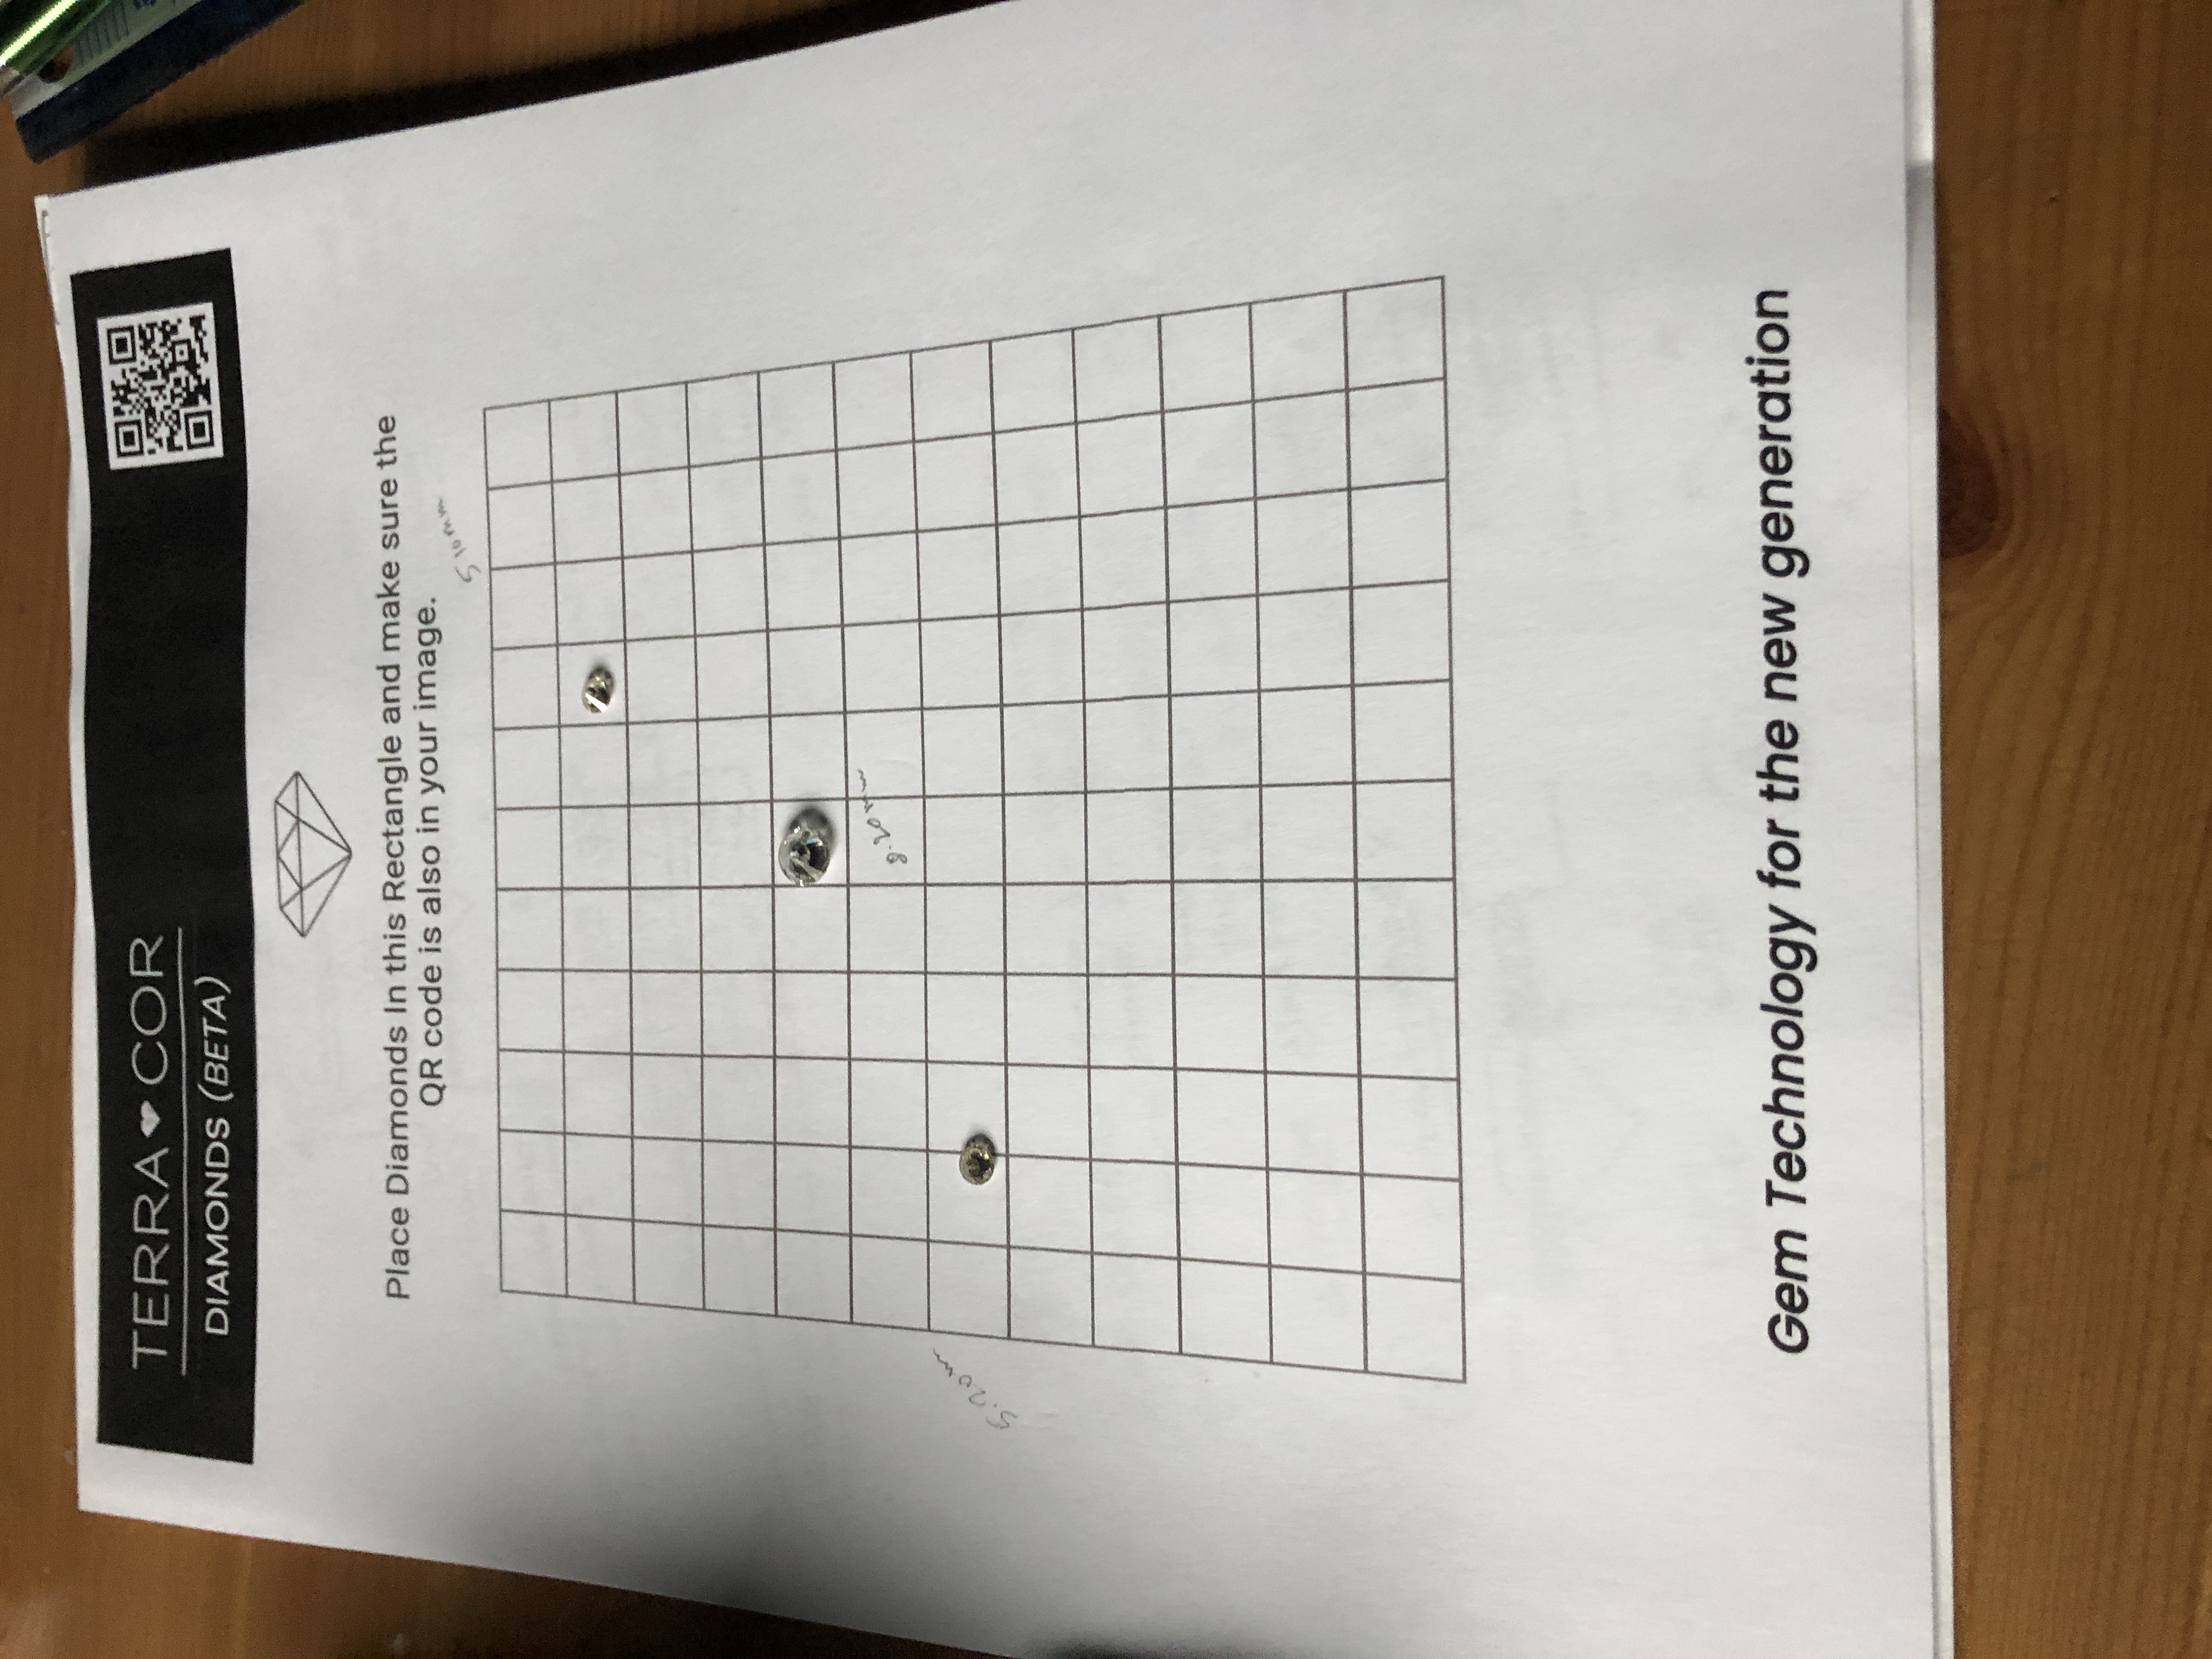 TERRA COR
DIAMONDS (BETA)
Place Diamonds In this Rectangle and make sure the
QR code is also in your image.
5 10mm
8.20mm
5.20m
Gem Technology for the new generation